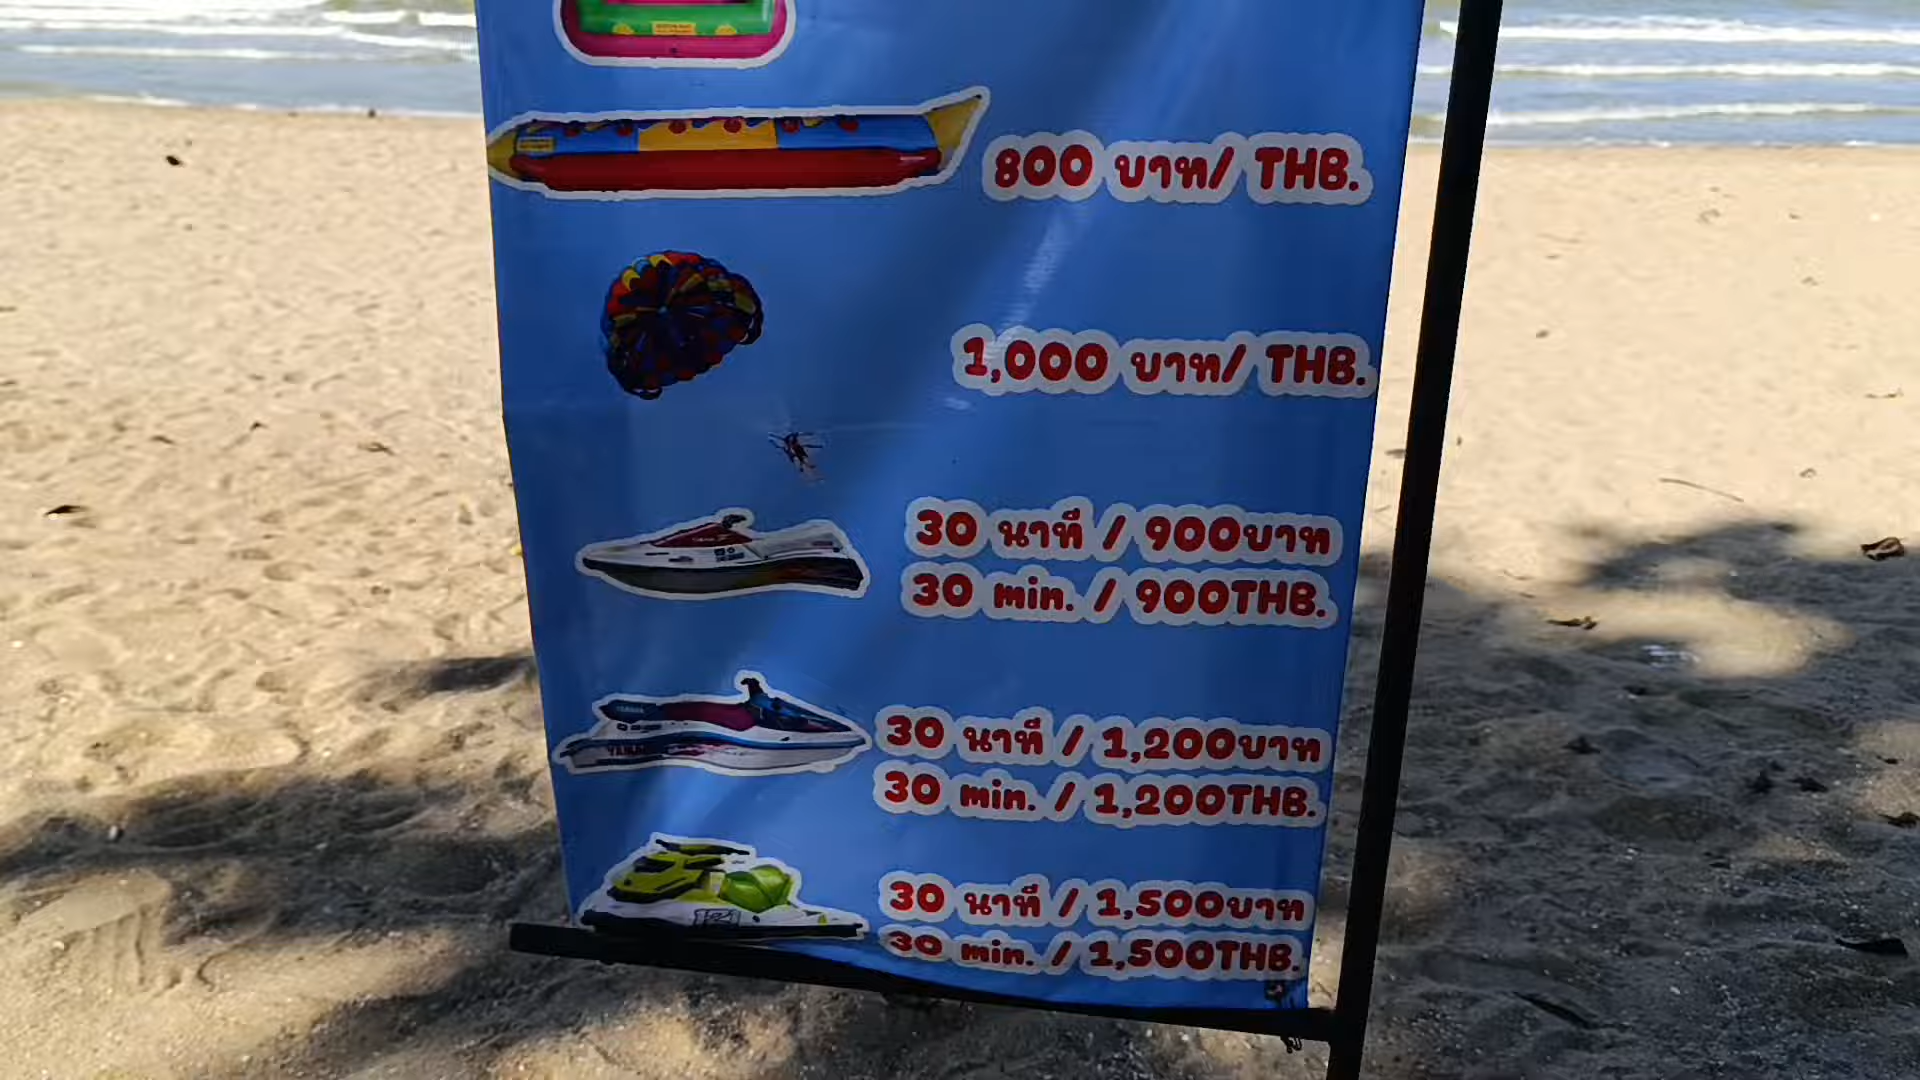 800 บาท/ THB.
1,000 บาท/ THB.
30 นาที / 900บาท
30 min. / 900THB.
30 นาที / 1,200บาท
30 min. / 1,200THB.
30 นาที / 1,500บาท
30 min. / 1,500THB.